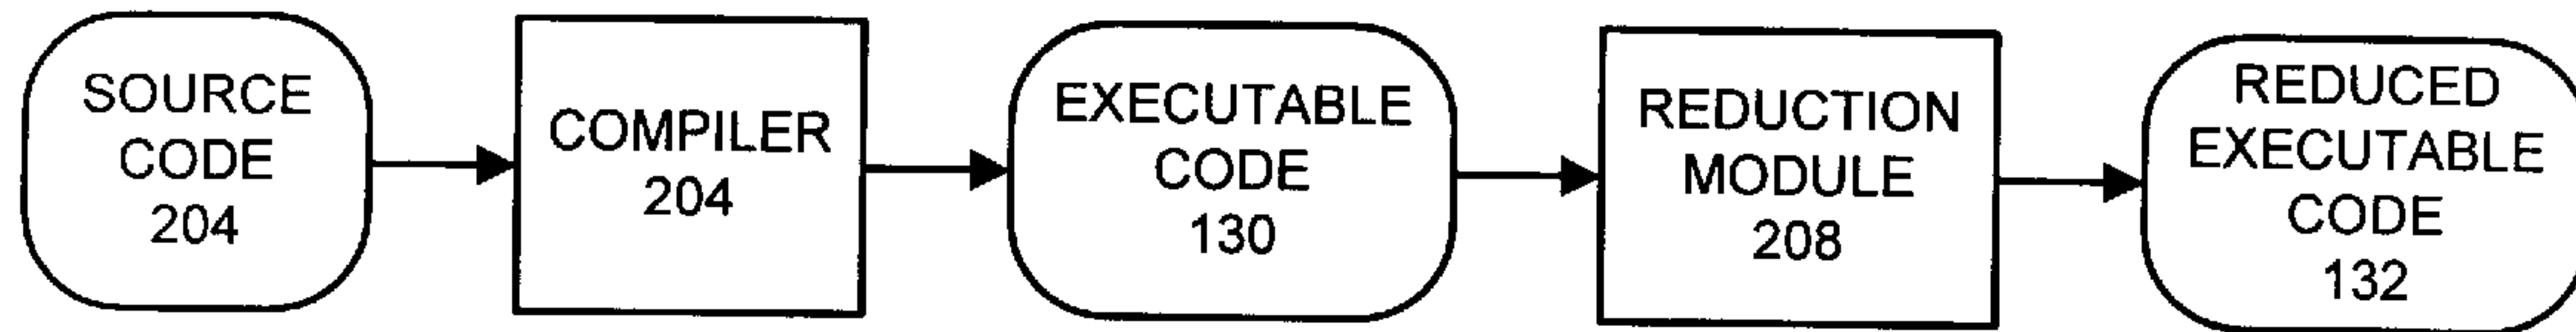 SOURCE
CODE
204
COMPILER
204
EXECUTABLE
CODE
130
REDUCTION
MODULE
208
REDUCED
EXECUTABLE
CODE
132